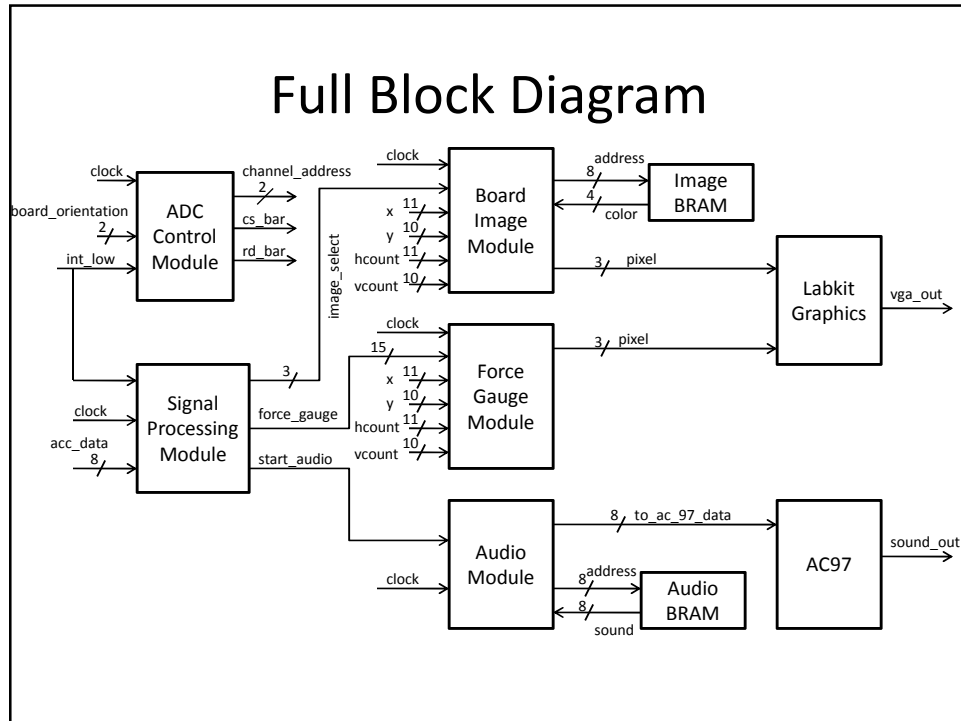 Full Block Diagram
clock
board_orientation
2
int_low
ADC
Control
Module
channel_address
2
cs_bar
rd_bar
clock
image_select
x
11
y
10
hcount
11
vcount
10
Board
Image
Module
address
8
4
color
Image
BRAM
3
pixel
Labkit
Graphics
vga_out
clock
acc_data
8
Signal
Processing
Module
3
force_gauge
start_audio
clock
15
x
11
y
10
hcount
11
vcount
10
Force
Gauge
Module
3
pixel
clock
Audio
Module
8
to_ac_97_data
address
8
8
sound
Audio
BRAM
AC97
sound_out